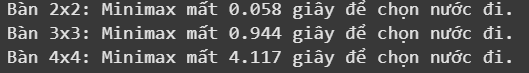 Bàn 2x2: Minimax mất 0.058 giây để chọn nước đi.
Bàn 3x3: Minimax mất 0.944 giây để chọn nước đi.
Bàn 4x4: Minimax mất 4.117 giây để chọn nước đi.